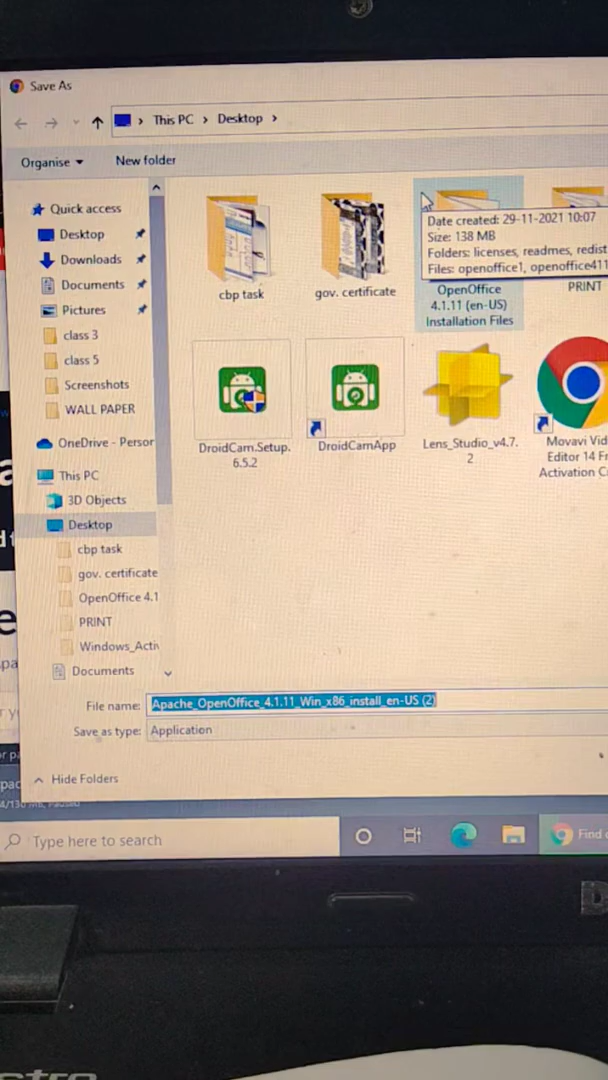 Save As
This PC > Desktop >
Organise
New folder
Quick access
Desktop
Downloads
Documents
Pictures
class 3
class 5
Screenshots
WALL PAPER
OneDrive - Persor
This PC
3D Objects
Desktop
cbp task
gov. certificate
OpenOffice 4.1
PRINT
Windows_Activ
Documents
cbp task
gov. certificate
Date created: 29-11-2021 10:07
Size: 138 MB
Folders: licenses, readmes, redist
Files: openoffice1, openoffice411
OpenOffice
4.1.11 (en-US)
Installation Files
PRINT
DroidCam.Setup.
6.5.2
DroidCamApp
Lens_Studio_v4.7.
2
Movavi Vid
Editor 14 Fr
Activation C
File name: Apache_OpenOffice_4.1.11_Win_x86_install_en-US (2)
Save as type: Application
Hide Folders
Type here to search
Find